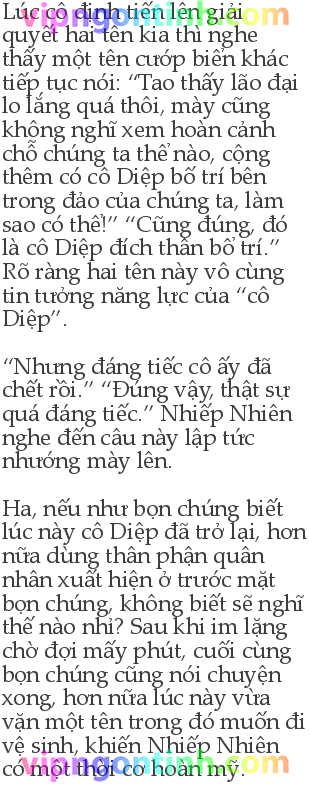 Lúc cô định tiến lên giải
quyết hai tên kia thì nghe
thấy một tên cướp biển khác
tiếp tục nói: “Tao thấy lão đại
lo lắng quá thôi, mày cũng
không nghĩ xem hoàn cảnh
chỗ chúng ta thế nào, cộng
thêm có cô Diệp bố trí bên
trong đảo của chúng ta, làm
sao có thể!” “Cũng đúng, đó
là cô Diệp đích thân bổ trí.”
Rõ ràng hai tên này vô cùng
tin tưởng năng lực của “cô
Diệp”.
“Nhưng đáng tiếc cô ấy đã
chết rồi.” “Đúng vậy, thật sự
quá đáng tiếc.” Nhiếp Nhiên
nghe đến câu này lập tức
nhướng mày lên.
Ha, nếu như bọn chúng biết
lúc này cô Diệp đã trở lại, hơn
nữa dùng thân phận quân
nhân xuất hiện ở trước mặt
bọn chúng, không biết sẽ nghĩ
thế nào nhỉ? Sau khi im lặng
chờ đợi mấy phút, cuối cùng
bọn chúng cũng nói chuyện
xong, hơn nữa lúc này vừa
vặn một tên trong đó muốn đi
vệ sinh, khiến Nhiếp Nhiên
có một thời cơ hoàn mỹ.
vipngontinh.com
vipngontinh.com